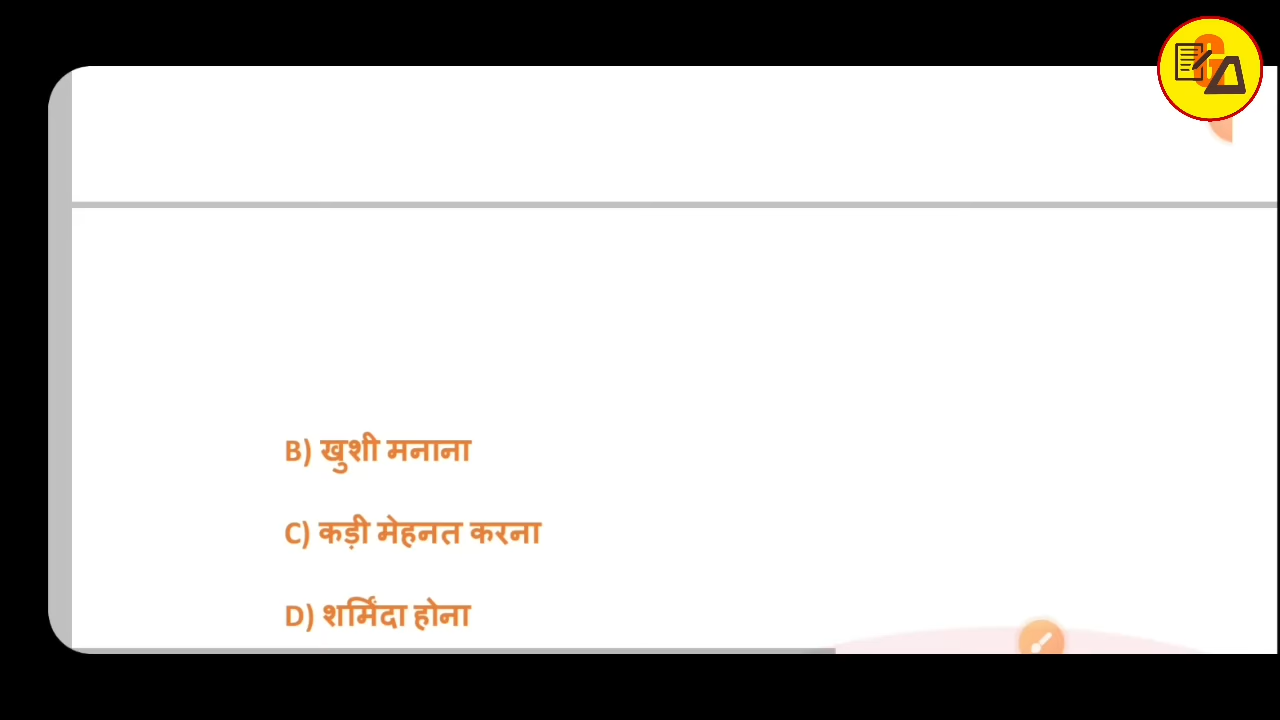 G
B) खुशी मनाना
C) कड़ी मेहनत करना
D) शर्मिंदा होना